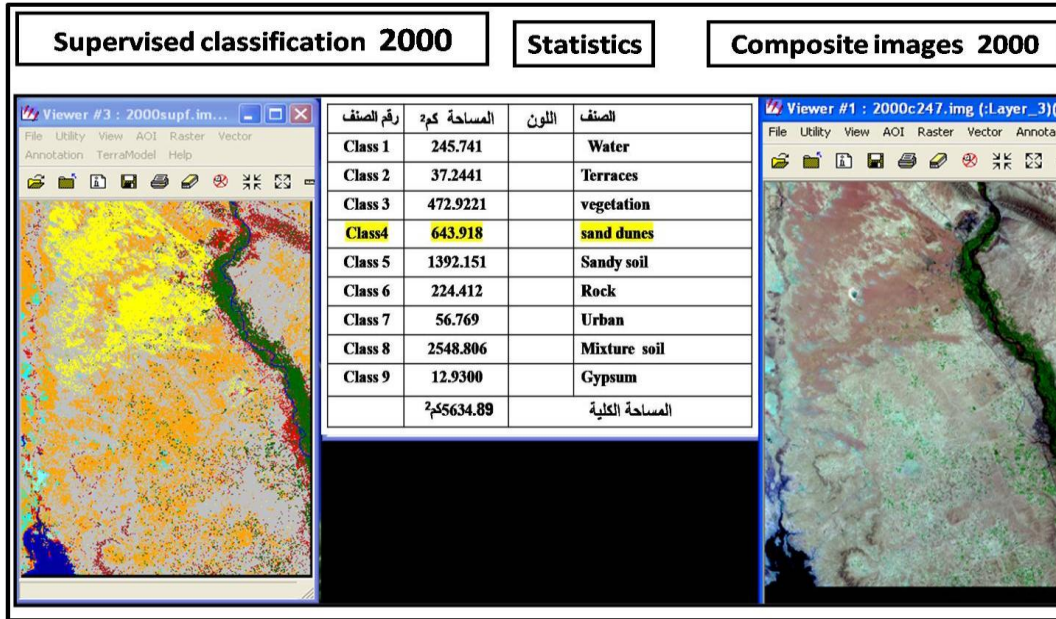 Supervised classification 2000
Statistics
Composite images 2000
Viewer #3 : 2000supf.im...
File Utility View AOI Raster Vector
Annotation TerraModel Help
رقم الصنف المساحة كم² اللون الصنف
Class 1 245.741 Water
Class 2 37.2441 Terraces
Class 3 472.9221 vegetation
Class4 643.918 sand dunes
Class 5 1392.151 Sandy soil
Class 6 224.412 Rock
Class 7 56.769 Urban
Class 8 2548.806 Mixture soil
Class 9 12.9300 Gypsum
5634.89كم² المساحة الكلية
Viewer #1 : 2000c247.img (:Layer_3)(
File Utility View AOI Raster Vector Annota